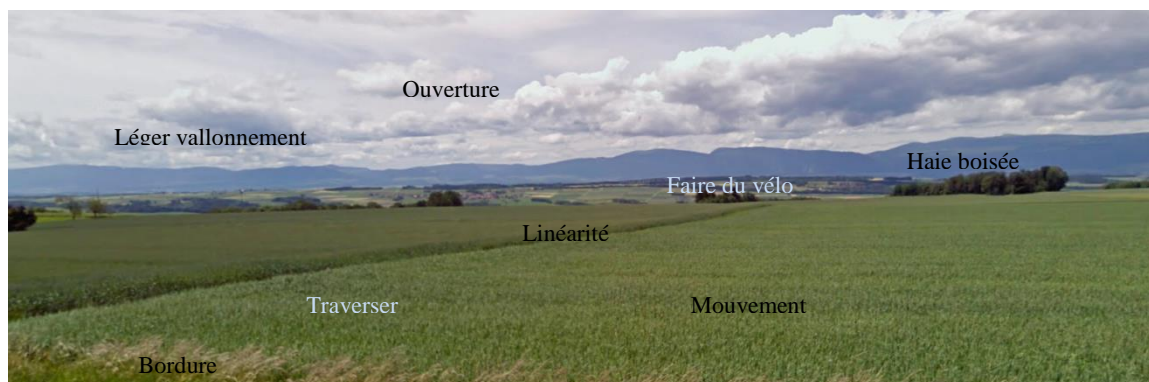 Ouverture
Léger vallonnement
Haie boisée
Faire du vélo
Linéarité
Traverser
Mouvement
Bordure